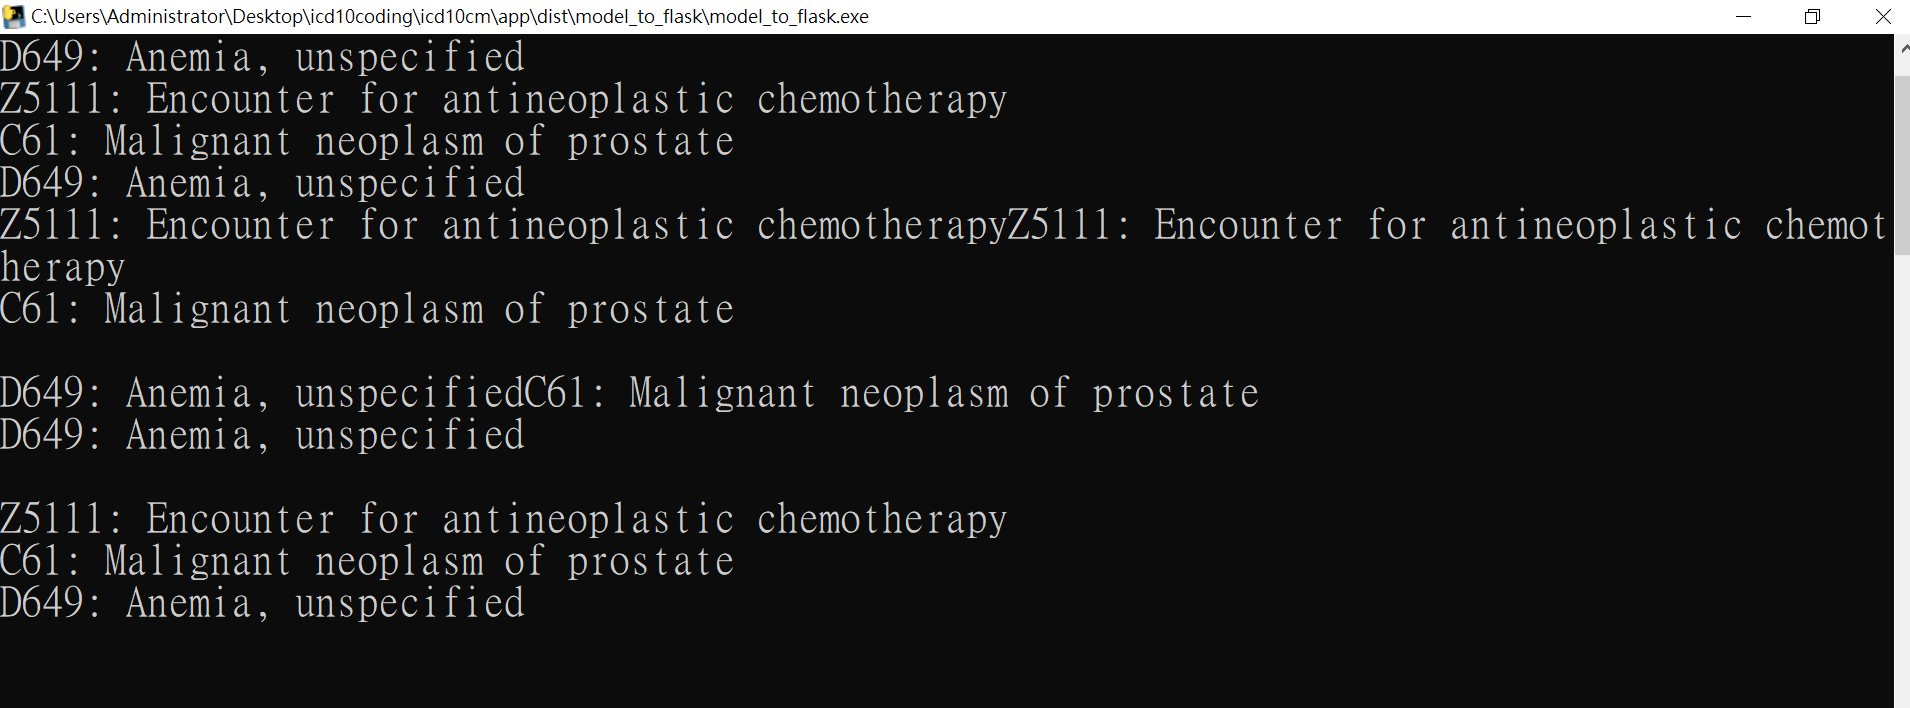 C:\Users\Administrator\Desktop\icd10coding\icd10cm\app\dist\model_to_flask\model_to_flask.exe
D649: Anemia, unspecified
Z5111: Encounter for antineoplastic chemotherapy
C61: Malignant neoplasm of prostate
D649: Anemia, unspecified
Z5111: Encounter for antineoplastic chemotherapyZ5111: Encounter for antineoplastic chemot
herapy
C61: Malignant neoplasm of prostate
D649: Anemia, unspecifiedC61: Malignant neoplasm of prostate
D649: Anemia, unspecified
Z5111: Encounter for antineoplastic chemotherapy
C61: Malignant neoplasm of prostate
D649: Anemia, unspecified